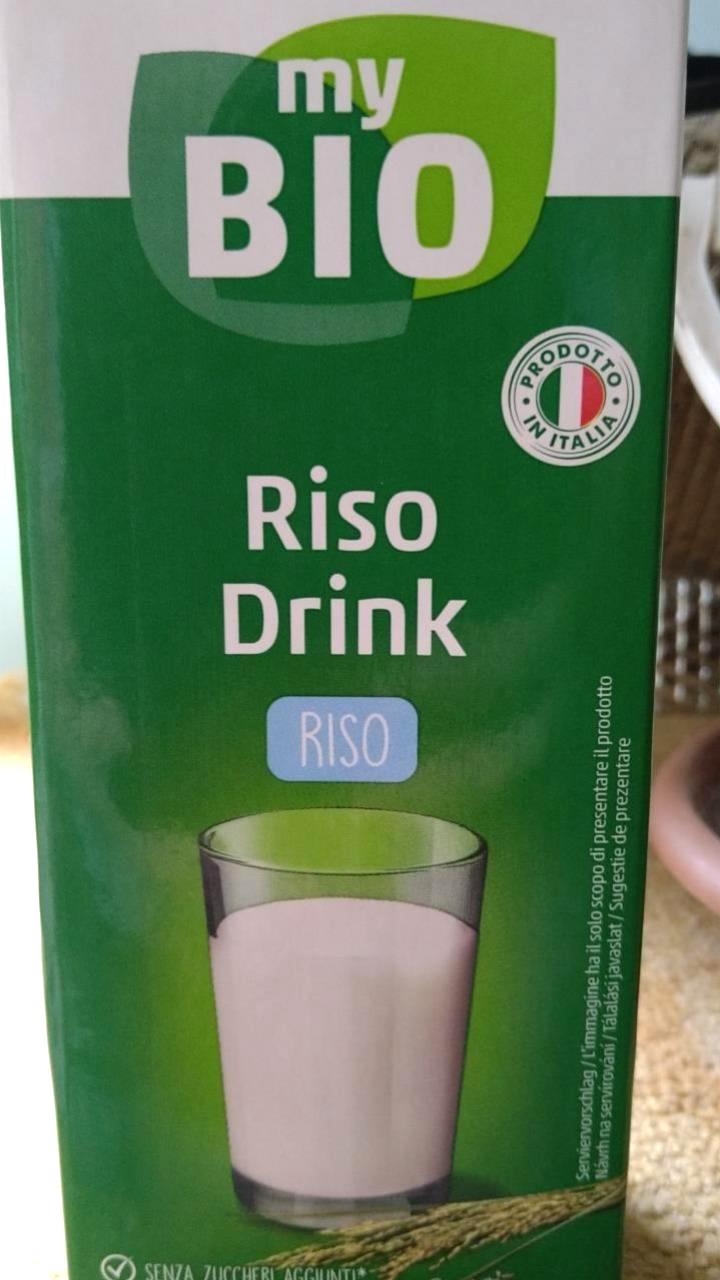 my
BIO
PRODOTTO
IN ITALIA
Riso
Drink
RISO
Serviervorschlag / L'immagine ha il solo scopo di presentare il prodotto
Návrh na servírování / Tálalási javaslat / Sugestie de prezentare
SENZA ZUCCHERI AGGIUNTI*